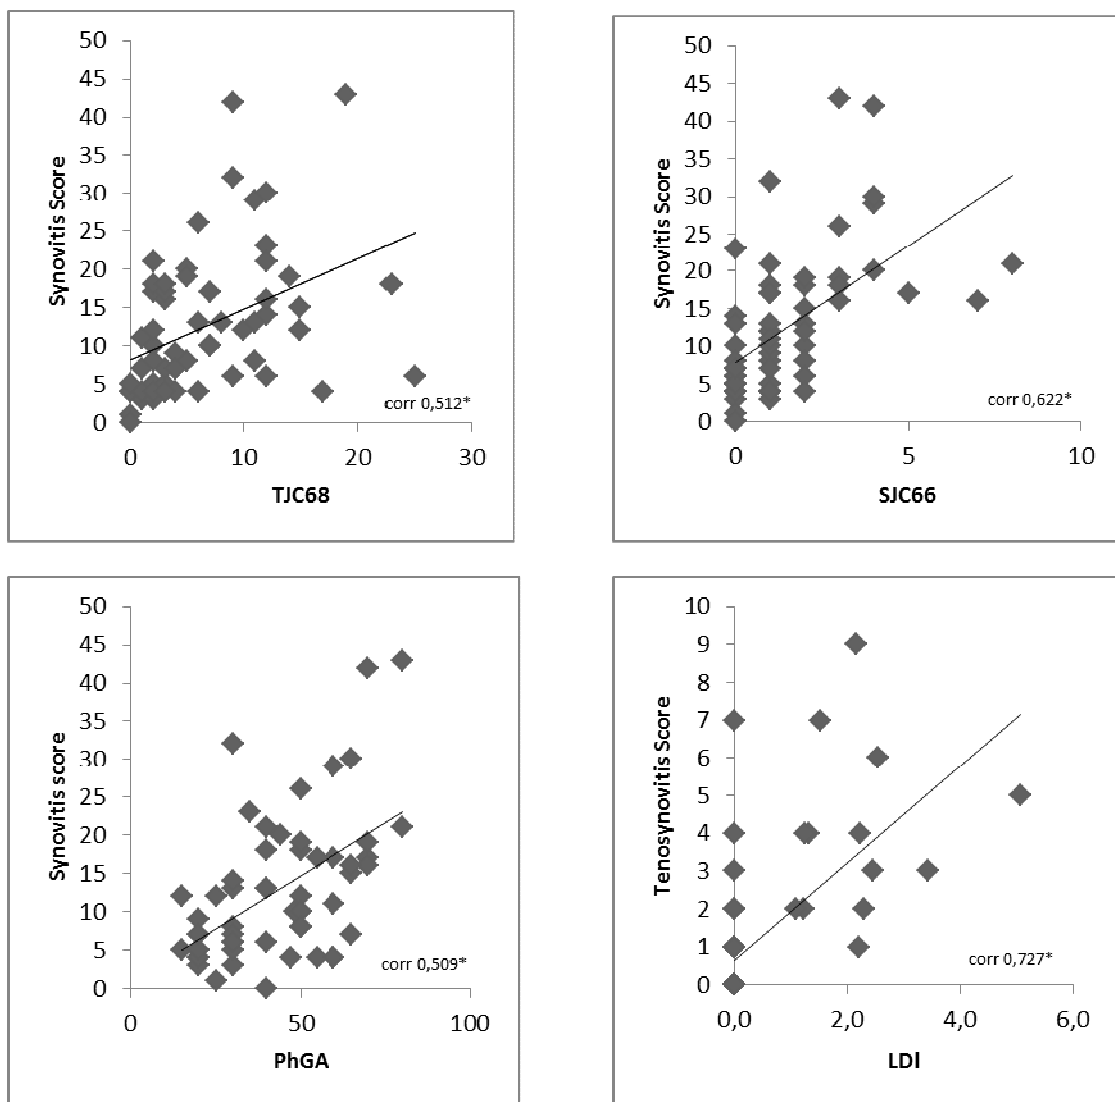 50
45
40
35
30
25
20
15
10
5
0
Synovitis Score
corr 0,512*
0 10 20 30
TJC68
50
45
40
35
30
25
20
15
10
5
0
Synovitis Score
corr 0,622*
0 5 10
SJC66
50
45
40
35
30
25
20
15
10
5
0
Synovitis score
corr 0,509*
0 50 100
PhGA
10
9
8
7
6
5
4
3
2
1
0
Tenosynovitis Score
corr 0,727*
0,0 2,0 4,0 6,0
LDI